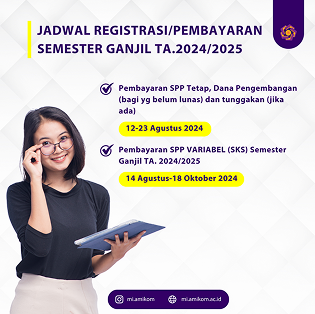 JADWAL REGISTRASI/PEMBAYARAN
SEMESTER GANJIL TA.2024/2025
Pembayaran SPP Tetap, Dana Pengembangan
(bagi yg belum lunas) dan tunggakan (jika
ada)
12-23 Agustus 2024
Pembayaran SPP VARIABEL (SKS) Semester
Ganjil TA. 2024/2025
14 Agustus-18 Oktober 2024
mi.amikom
mi.amikom.ac.id